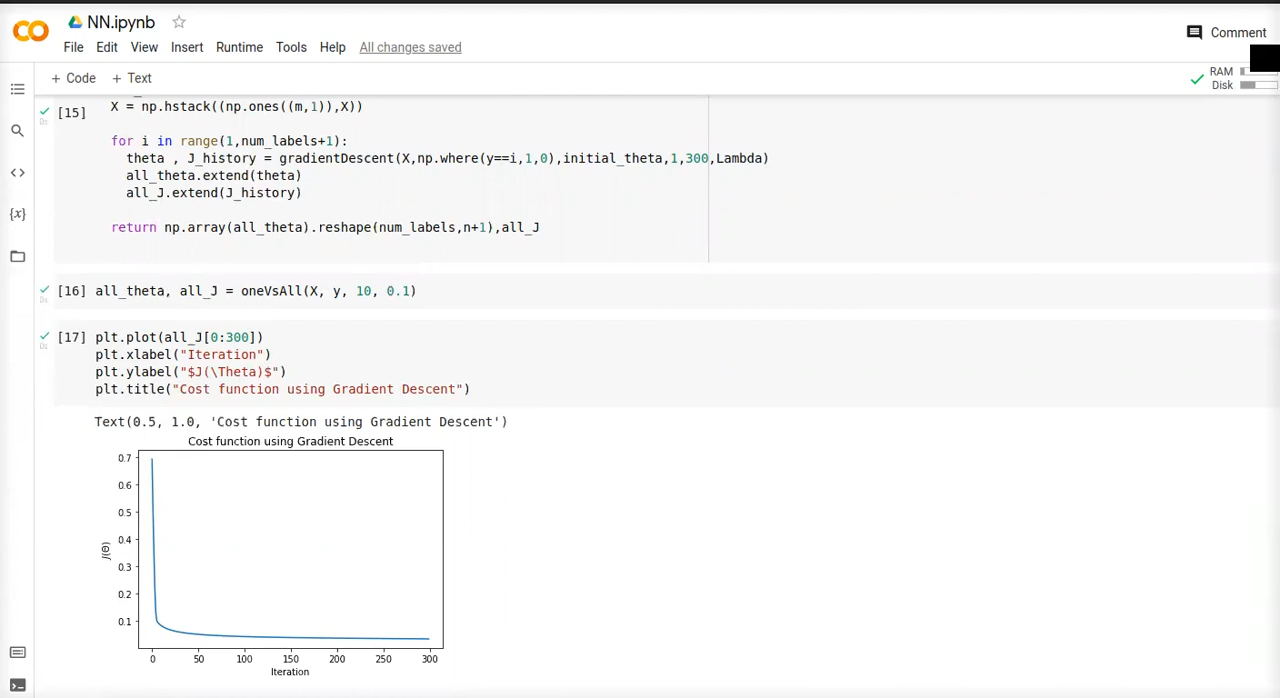 NN.ipynb
Comment
File Edit View Insert Runtime Tools Help All changes saved
+ Code + Text
RAM
Disk
[15] X = np.hstack((np.ones((m,1)),X))
for i in range(1,num_labels+1):
theta , J_history = gradientDescent(X,np.where(y==i,1,0),initial_theta,1,300,Lambda)
all_theta.extend(theta)
all_J.extend(J_history)
return np.array(all_theta).reshape(num_labels,n+1),all_J
[16] all_theta, all_J = oneVsAll(X, y, 10, 0.1)
[17] plt.plot(all_J[0:300])
plt.xlabel("Iteration")
plt.ylabel("$J(\Theta)$")
plt.title("Cost function using Gradient Descent")
Text(0.5, 1.0, 'Cost function using Gradient Descent')
Cost function using Gradient Descent
0.7
0.6
0.5
0.4
0.3
0.2
0.1
J(Θ)
0 50 100 150 200 250 300
Iteration